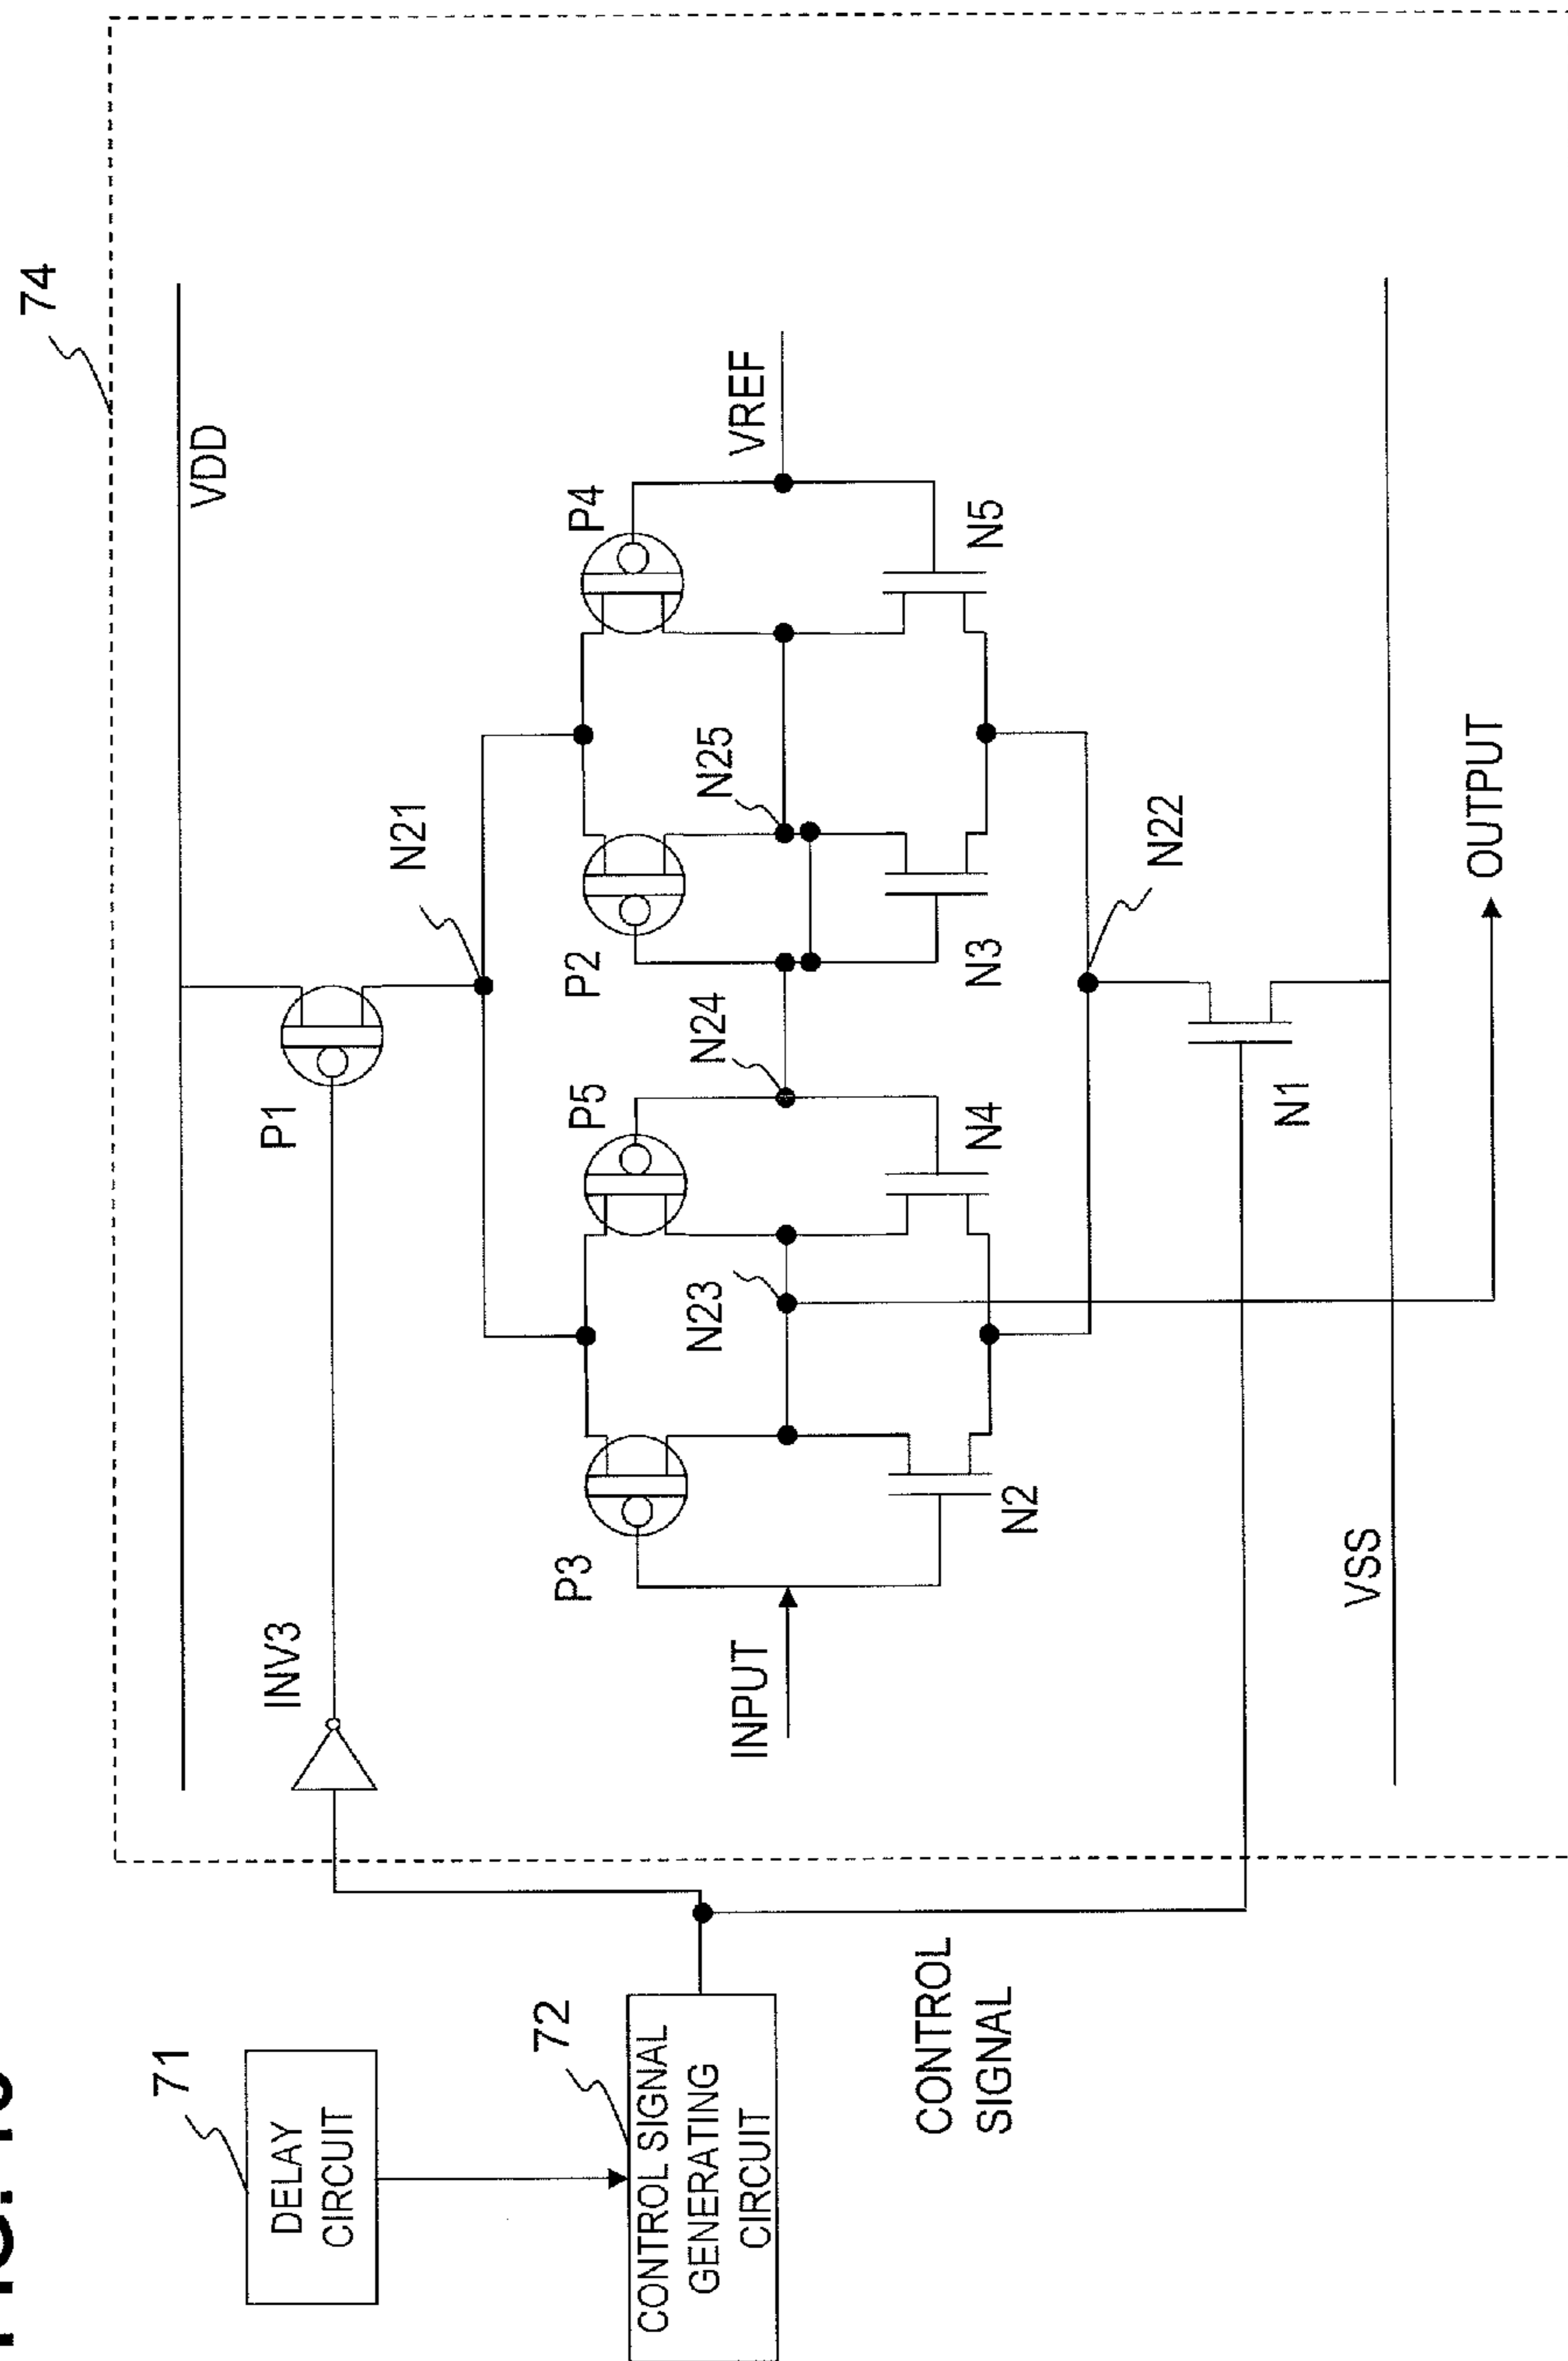 71
DELAY
CIRCUIT
72
CONTROL SIGNAL
GENERATING
CIRCUIT
CONTROL
SIGNAL
74
VDD
INV3
P1
N21
P3
P5
P2
P4
INPUT
N23
N24
N25
VREF
N2
N4
N3
N5
N22
N1
VSS
OUTPUT